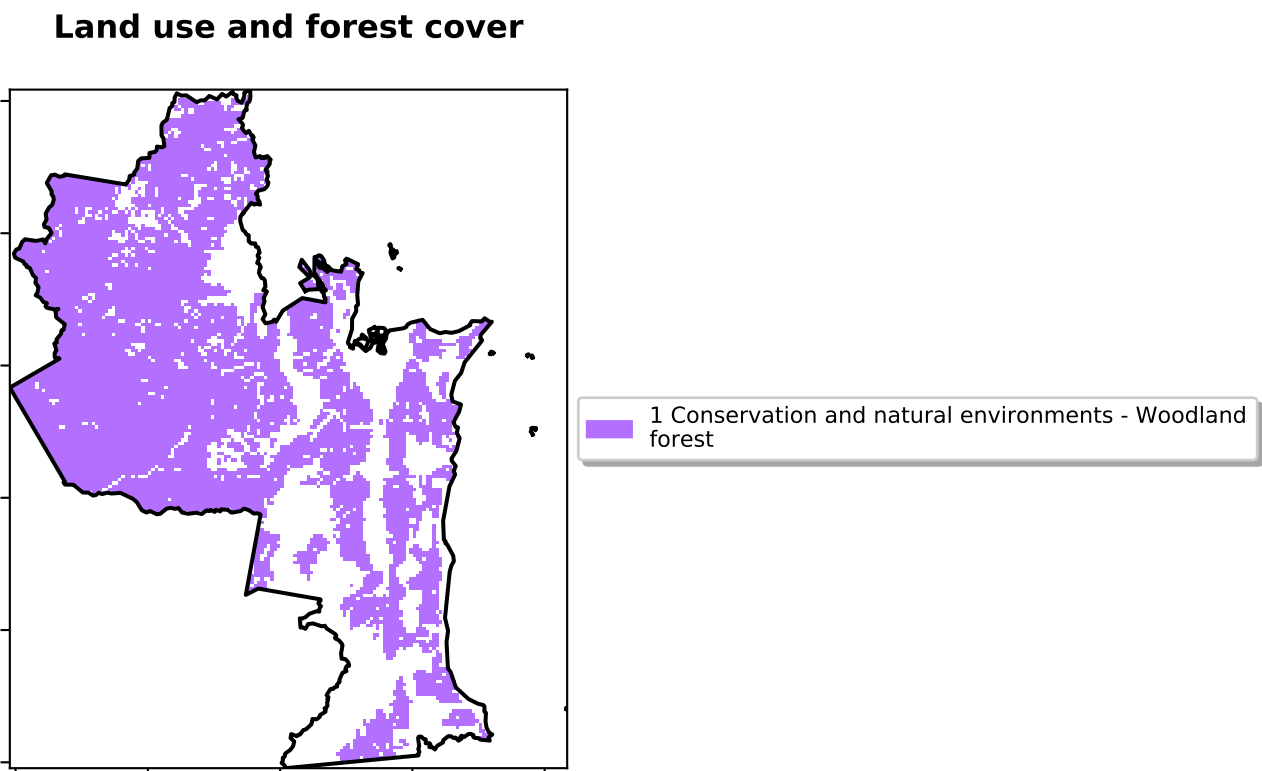 Land use and forest cover
1 Conservation and natural environments - Woodland
forest